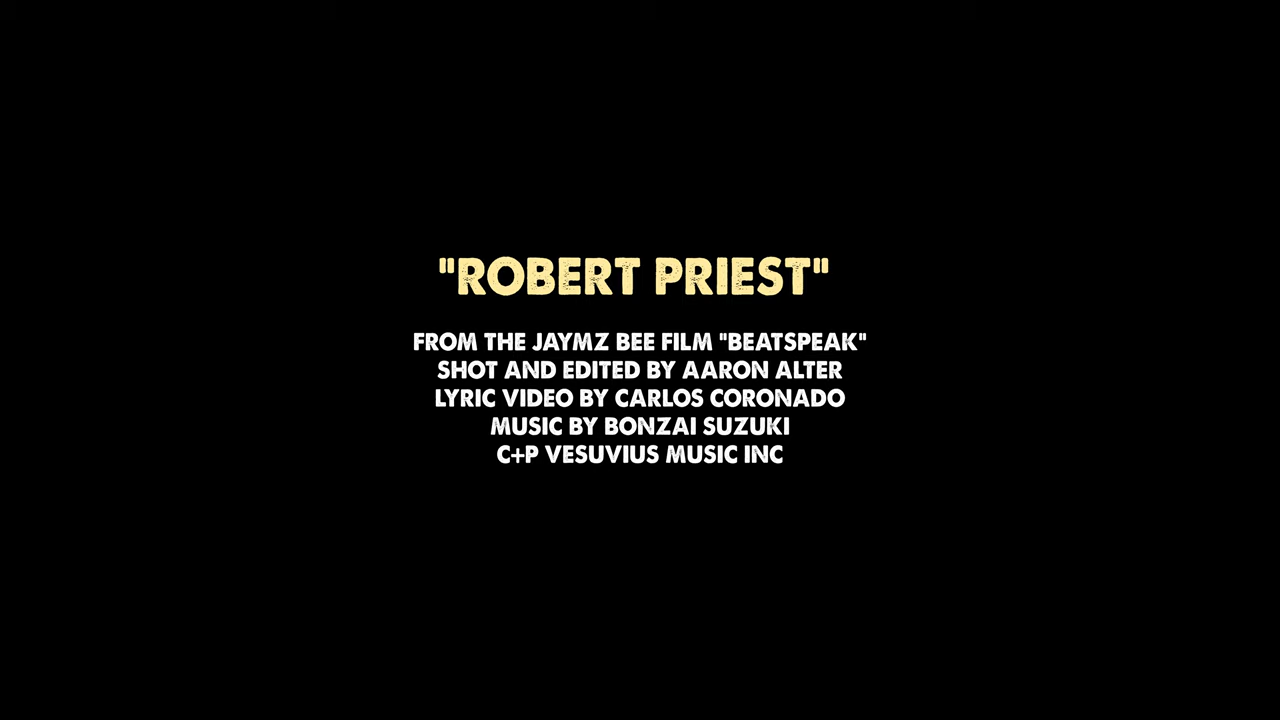 "ROBERT PRIEST"
FROM THE JAYMZ BEE FILM "BEATSPEAK"
SHOT AND EDITED BY AARON ALTER
LYRIC VIDEO BY CARLOS CORONADO
MUSIC BY BONZAI SUZUKI
C+P VESUVIUS MUSIC INC